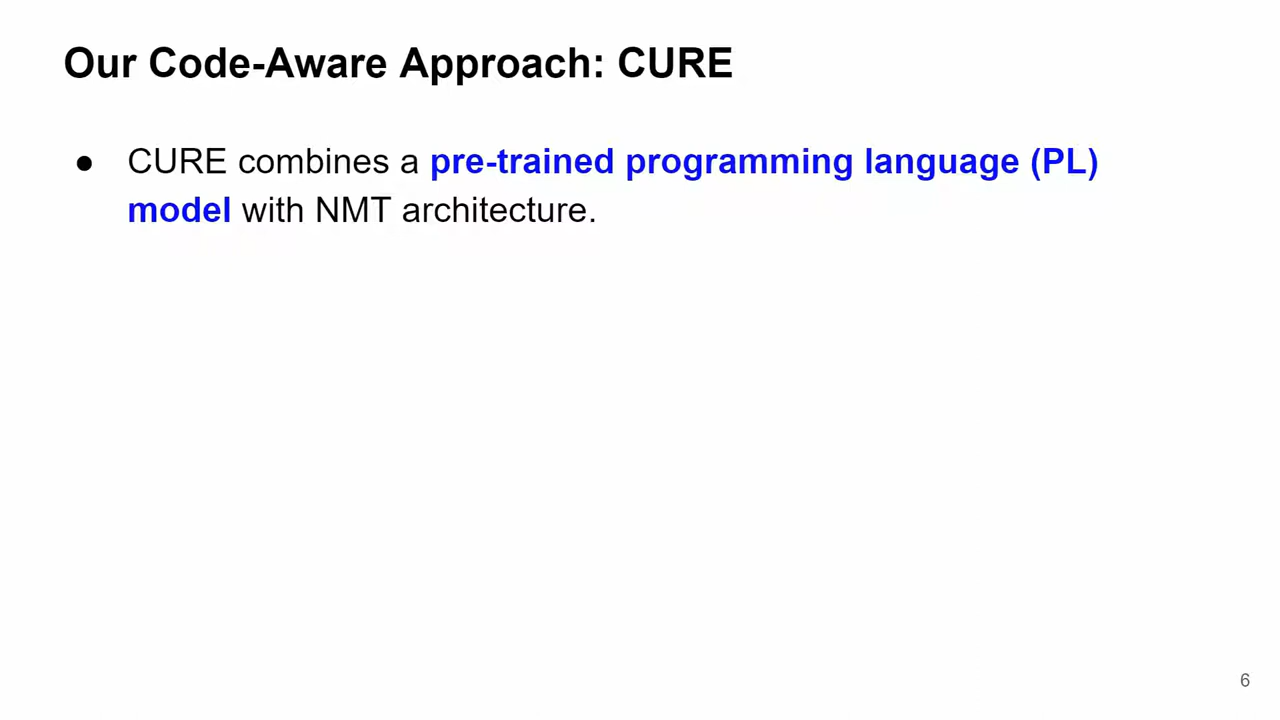 Our Code-Aware Approach: CURE
● CURE combines a pre-trained programming language (PL)
model with NMT architecture.
6